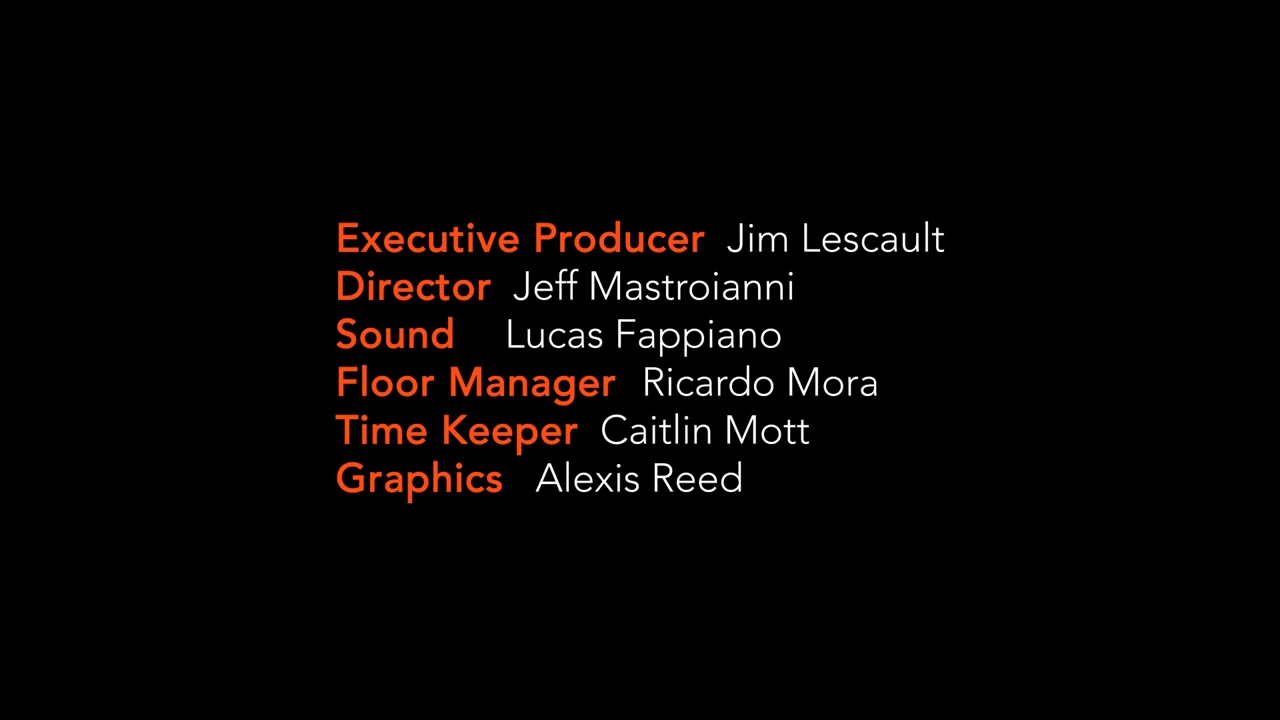 Executive Producer Jim Lescault
Director Jeff Mastroianni
Sound Lucas Fappiano
Floor Manager Ricardo Mora
Time Keeper Caitlin Mott
Graphics Alexis Reed